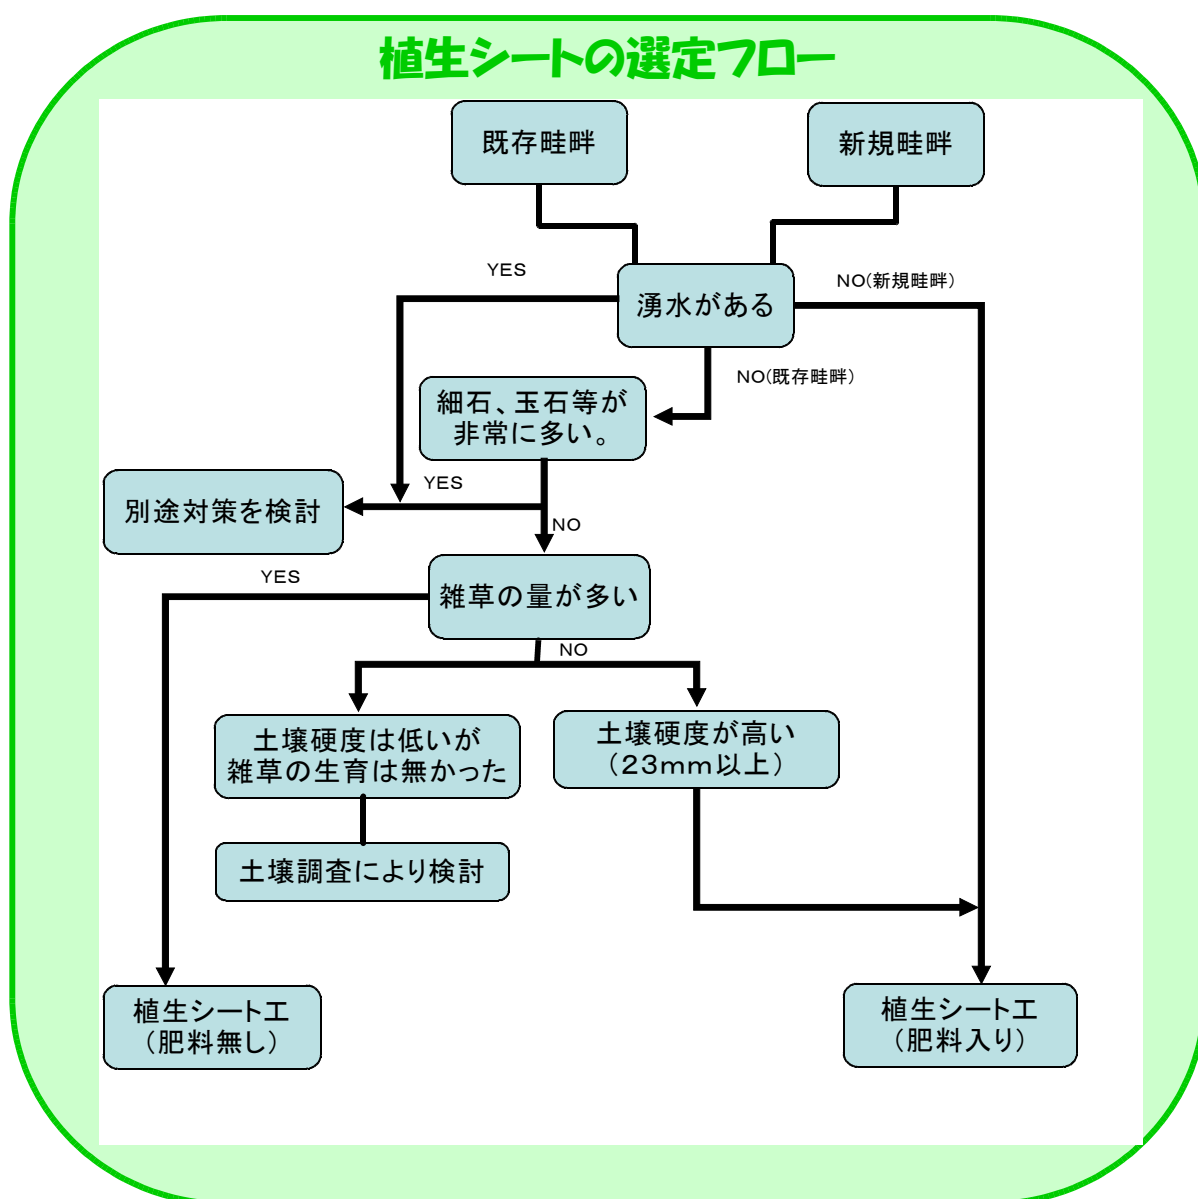 植生シートの選定フロー
既存畦畔
新規畦畔
YES
湧水がある
NO(新規畦畔)
NO(既存畦畔)
細石、玉石等が
非常に多い。
YES
別途対策を検討
NO
YES
雑草の量が多い
NO
土壌硬度は低いが
雑草の生育は無かった
土壌硬度が高い
（23mm以上）
土壌調査により検討
植生シート工
（肥料無し）
植生シート工
（肥料入り）